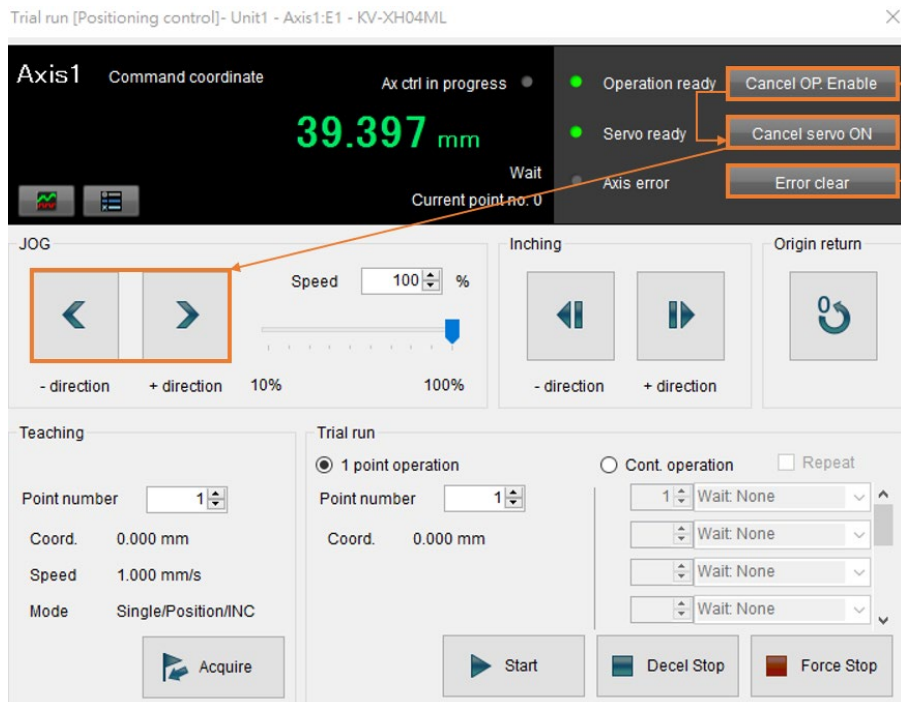 Trial run [Positioning control]- Unit1 - Axis1:E1 - KV-XH04ML
Axis1 Command coordinate
Ax ctrl in progress
39.397 mm
Wait
Current point no. 0
Operation ready Cancel OP. Enable
Servo ready Cancel servo ON
Axis error Error clear
JOG
Speed 100 %
- direction + direction 10% 100%
Inching
- direction + direction
Origin return
0
Teaching
Point number 1
Coord. 0.000 mm
Speed 1.000 mm/s
Mode Single/Position/INC
Acquire
Trial run
1 point operation
Point number 1
Coord. 0.000 mm
Cont. operation Repeat
1 Wait: None
Wait: None
Wait: None
Wait: None
Start Decel Stop Force Stop